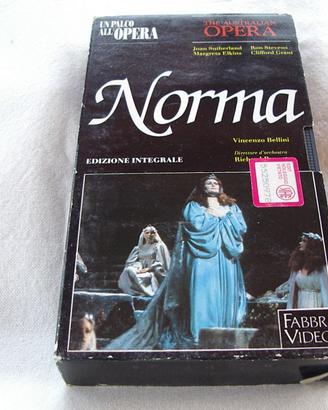 UN PALCO
ALL'OPERA
THE AUSTRALIAN
OPERA
Joan Sutherland Ron Stevens
Margreta Elkins Clifford Grant
Norma
Vincenzo Bellini
Direttore d'orchestra
EDIZIONE INTEGRALE
FABBRI
VIDEO